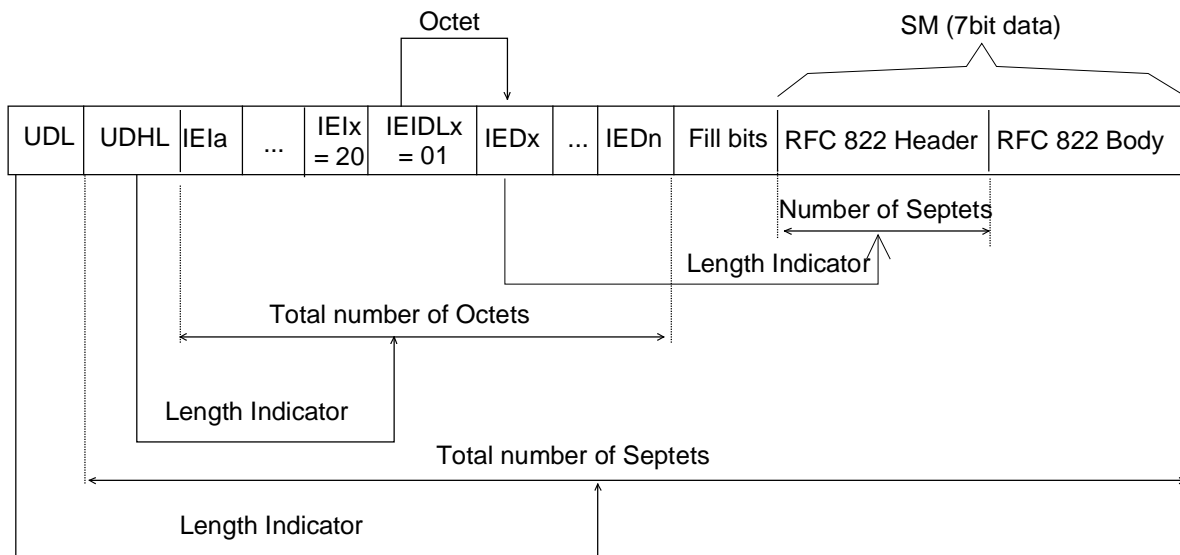 Octet
SM (7bit data)
UDL
UDHL
IEIa
...
IEIx
= 20
IEIDLx
= 01
IEDx
...
IEDn
Fill bits
RFC 822 Header
RFC 822 Body
Number of Septets
Length Indicator
Total number of Octets
Length Indicator
Total number of Septets
Length Indicator